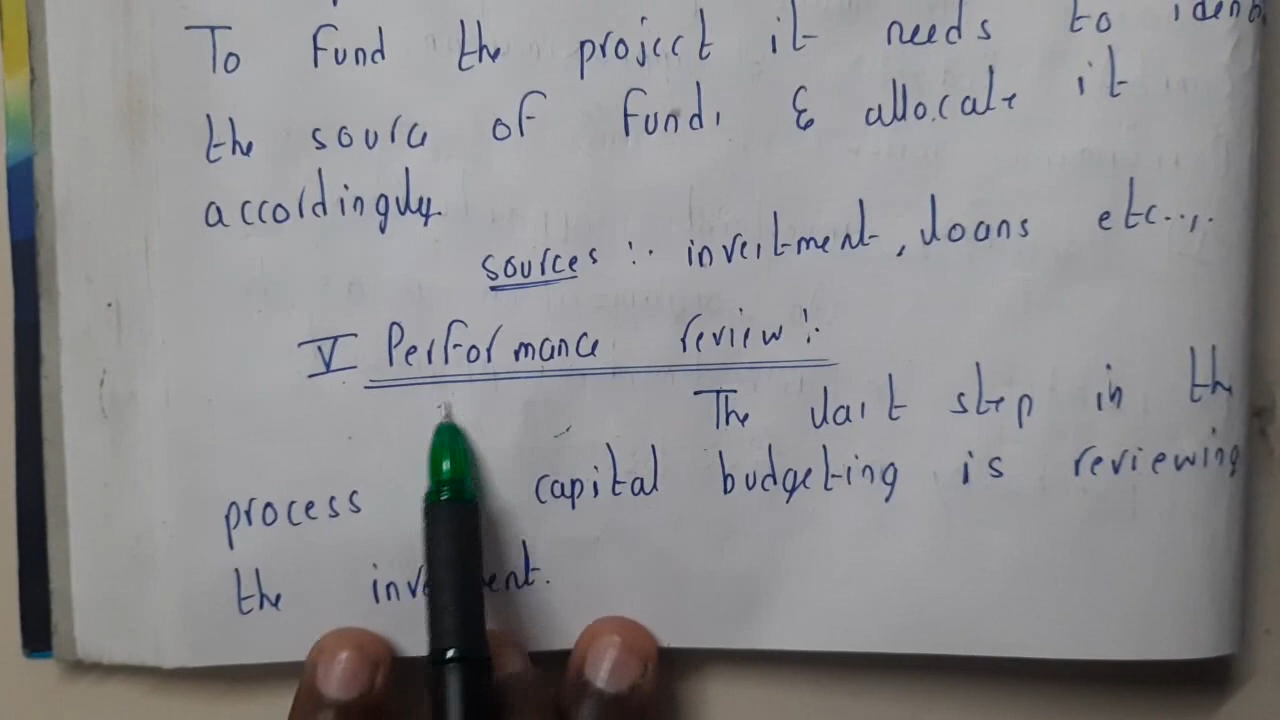 To fund the project it needs to
the source of fund. & allocate it
accordingly.
sources :- investment, loans etc...
V Performance review :-
The last step in the
process capital budgeting is reviewing
the